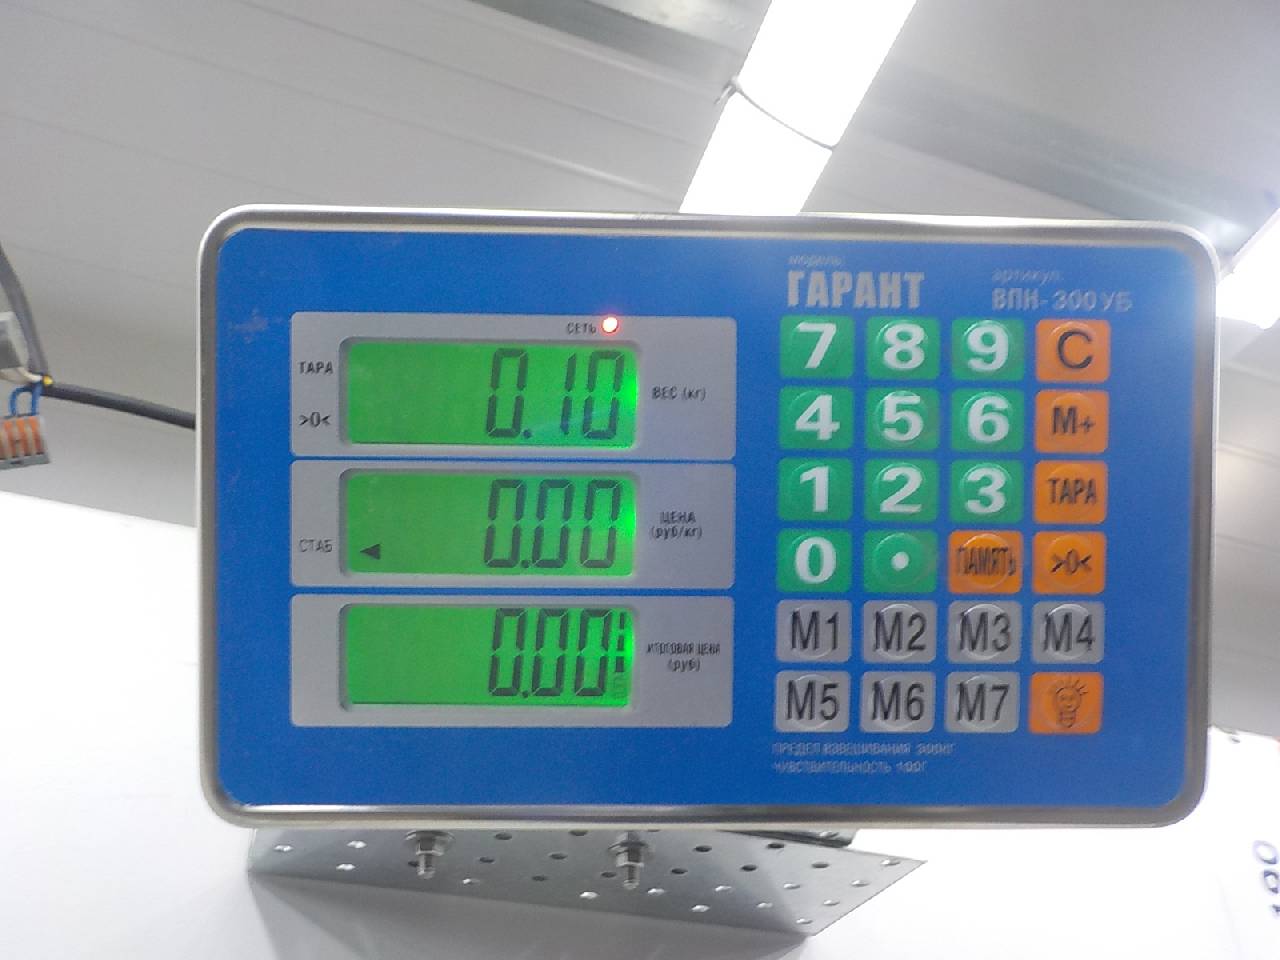 модель:
ГАРАНТ
артикул:
ВПН-300УБ
СЕТЬ
ТАРА
>0<
0.10
ВЕС (кг)
СТАБ
0.00
ЦЕНА
(руб/кг)
0.00
ИТОГОВАЯ ЦЕНА
(руб)
7 8 9 C
4 5 6 M+
1 2 3 ТАРА
0 . ПАМЯТЬ >0<
M1 M2 M3 M4
M5 M6 M7
ПРЕДЕЛ ВЗВЕШИВАНИЯ 300КГ
ЧУВСТВИТЕЛЬНОСТЬ 100Г